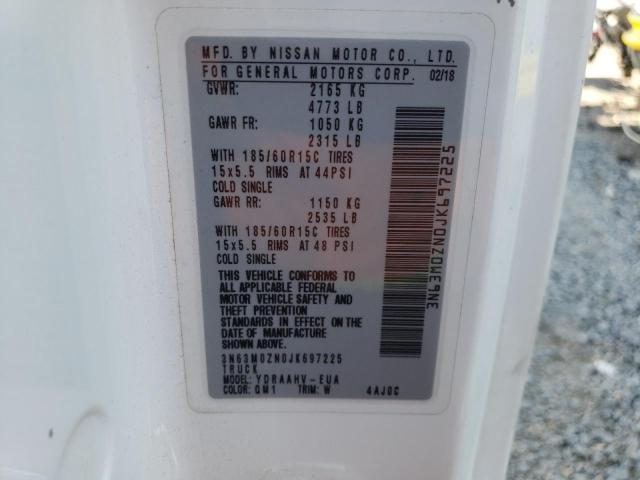 MFD. BY NISSAN MOTOR CO., LTD.
FOR GENERAL MOTORS CORP. 02/18
GVWR: 2165 KG
4773 LB
GAWR FR: 1050 KG
2315 LB
WITH 185/60R15C TIRES
15x5.5 RIMS AT 44PSI
COLD SINGLE
GAWR RR: 1150 KG
2535 LB
WITH 185/60R15C TIRES
15x5.5 RIMS AT 48 PSI
COLD SINGLE
THIS VEHICLE CONFORMS TO
ALL APPLICABLE FEDERAL
MOTOR VEHICLE SAFETY AND
THEFT PREVENTION
STANDARDS IN EFFECT ON THE
DATE OF MANUFACTURE
SHOWN ABOVE.
3N63M0ZN0JK697225
TRUCK
MODEL: YDRAAHV-EUA
COLOR: QM1 TRIM: W 4AJ0C
3N63M0ZN0JK697225